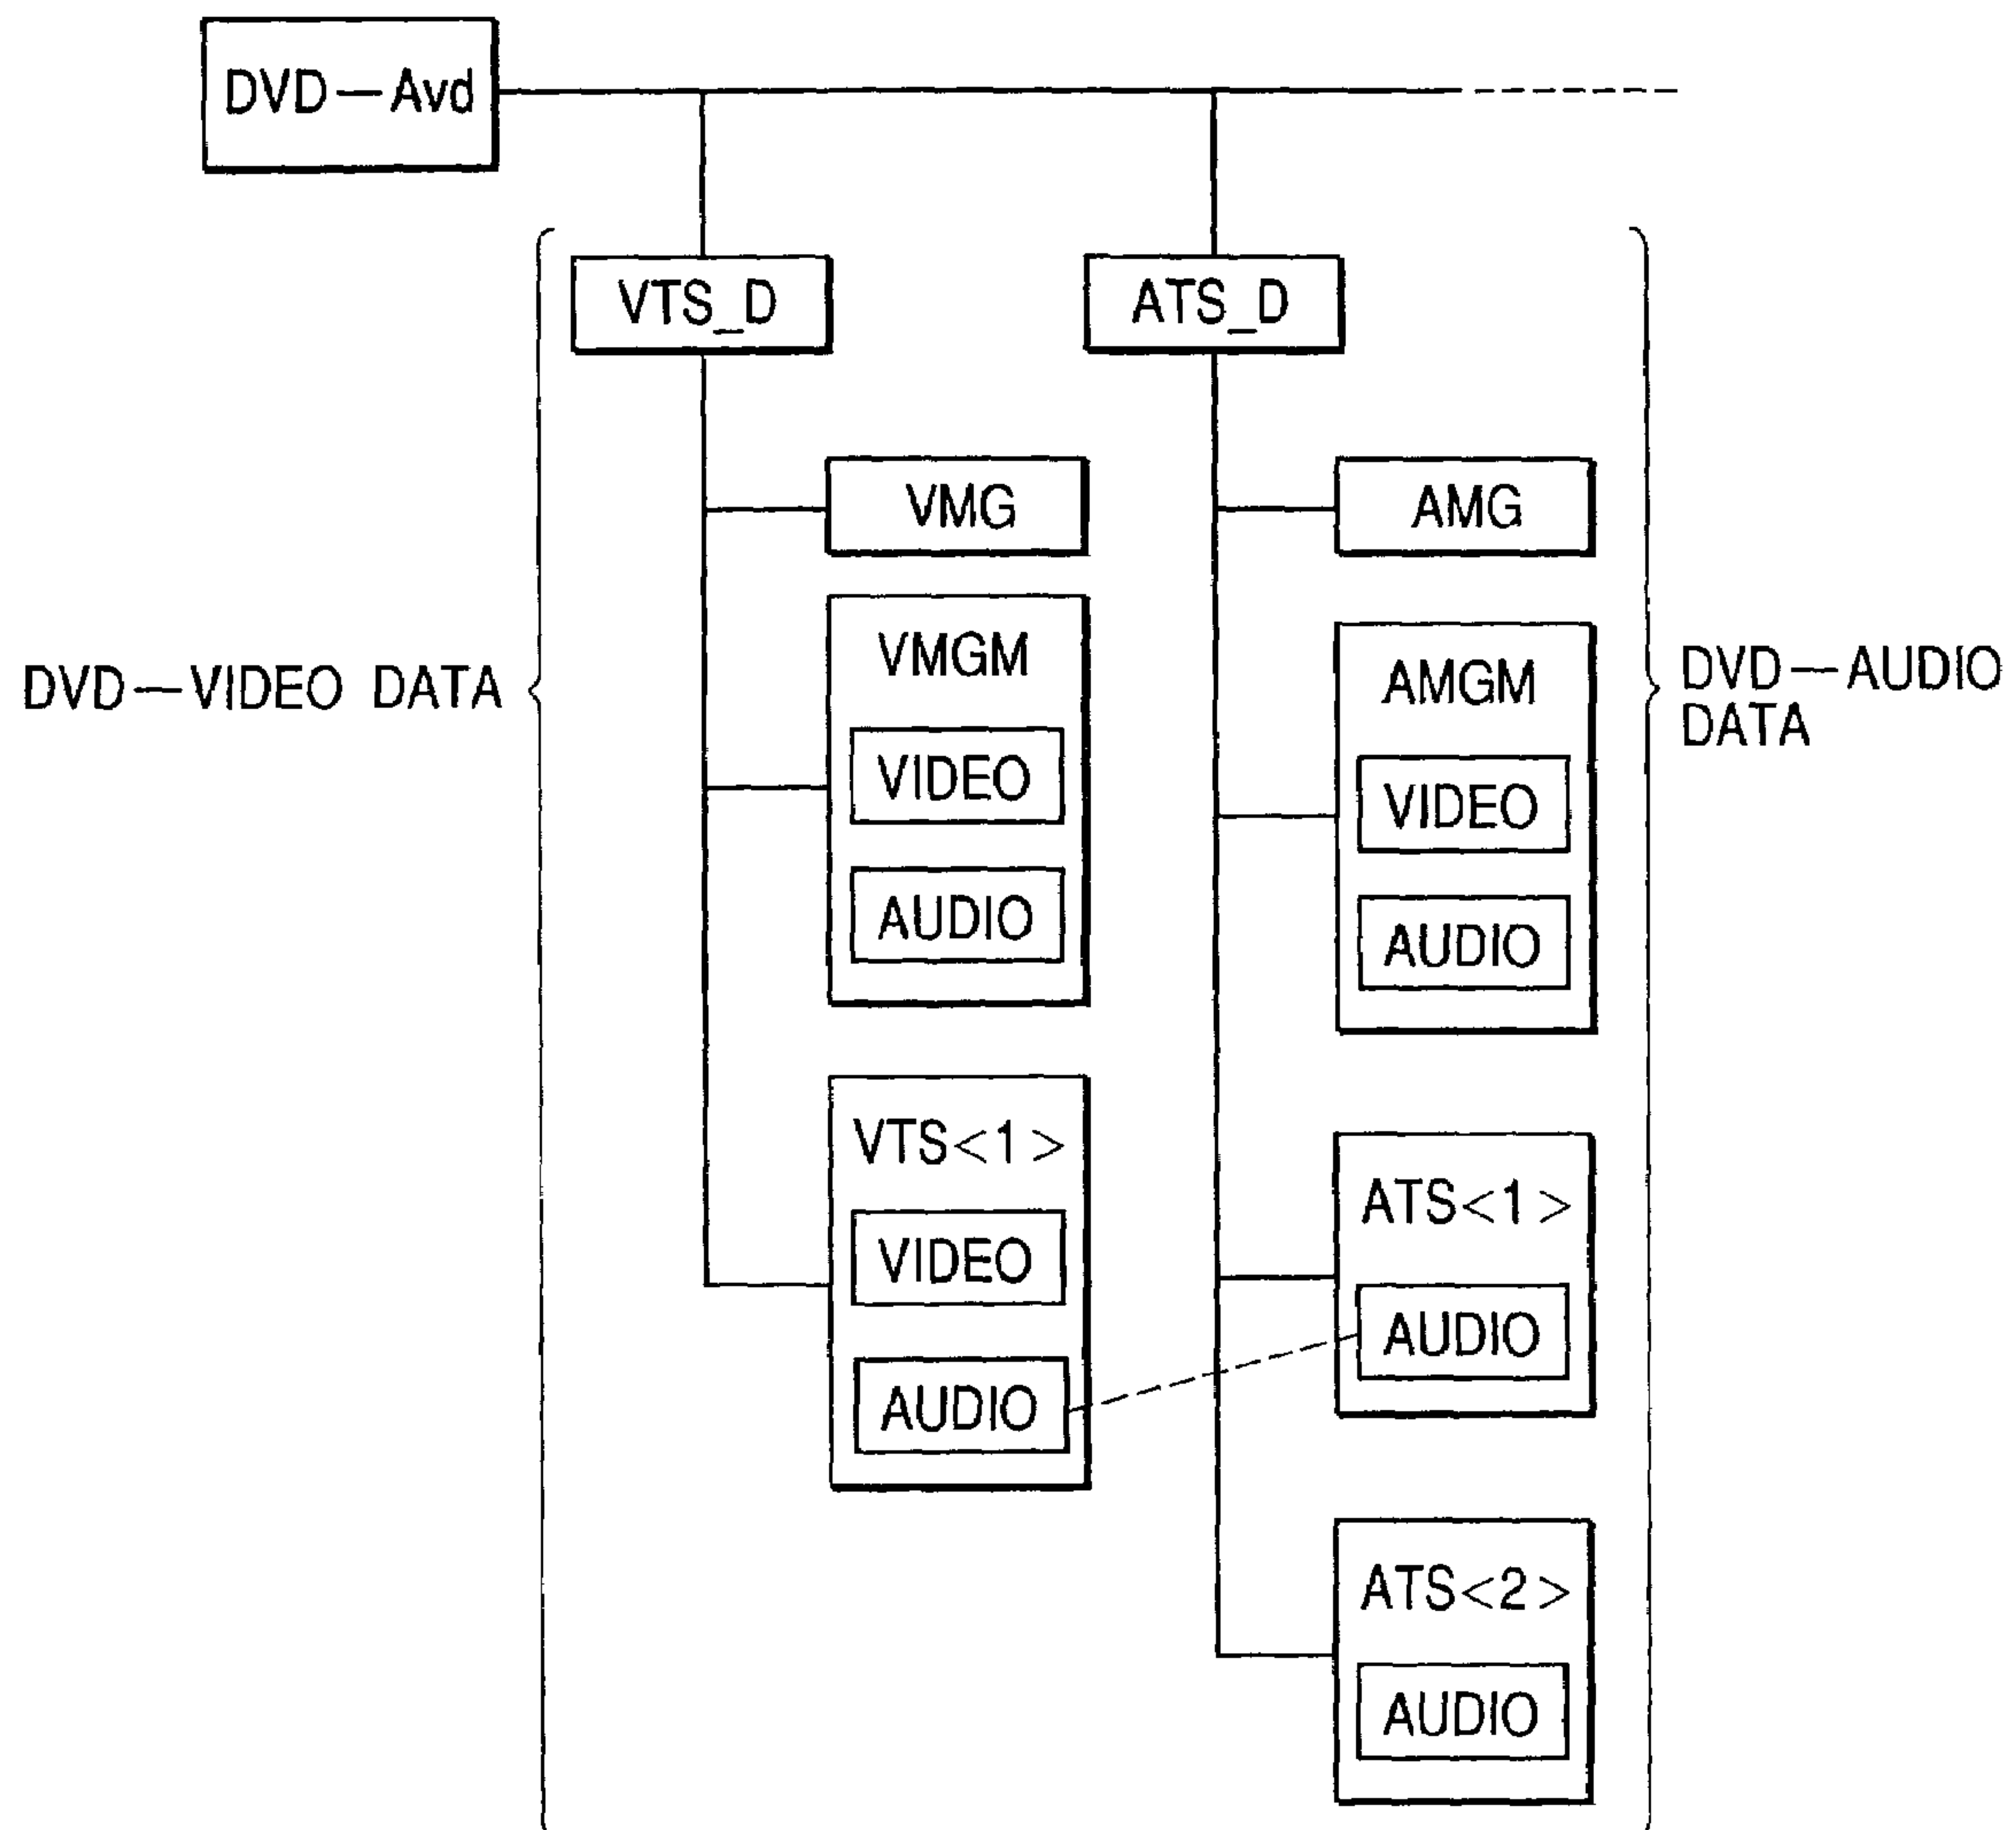 DVD—Avd
VTS_D
ATS_D
VMG
AMG
VMGM
VIDEO
AUDIO
AMGM
VIDEO
AUDIO
DVD—VIDEO DATA
DVD—AUDIO
DATA
VTS<1>
VIDEO
AUDIO
ATS<1>
AUDIO
ATS<2>
AUDIO